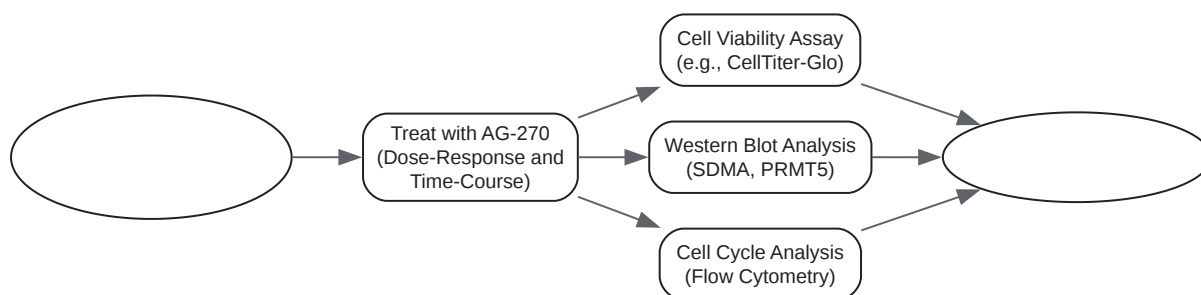 Treat with AG-270
(Dose-Response and
Time-Course)
Cell Viability Assay
(e.g., CellTiter-Glo)
Western Blot Analysis
(SDMA, PRMT5)
Cell Cycle Analysis
(Flow Cytometry)